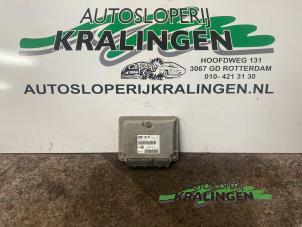 AUTOSLOPERIJ
KRALINGEN
HOOFDWEG 131
3067 GD ROTTERDAM
010- 421 31 30
AUTOSLOPERIJKRALINGEN.NL
AUTOSLOPERIJ
KRALINGEN